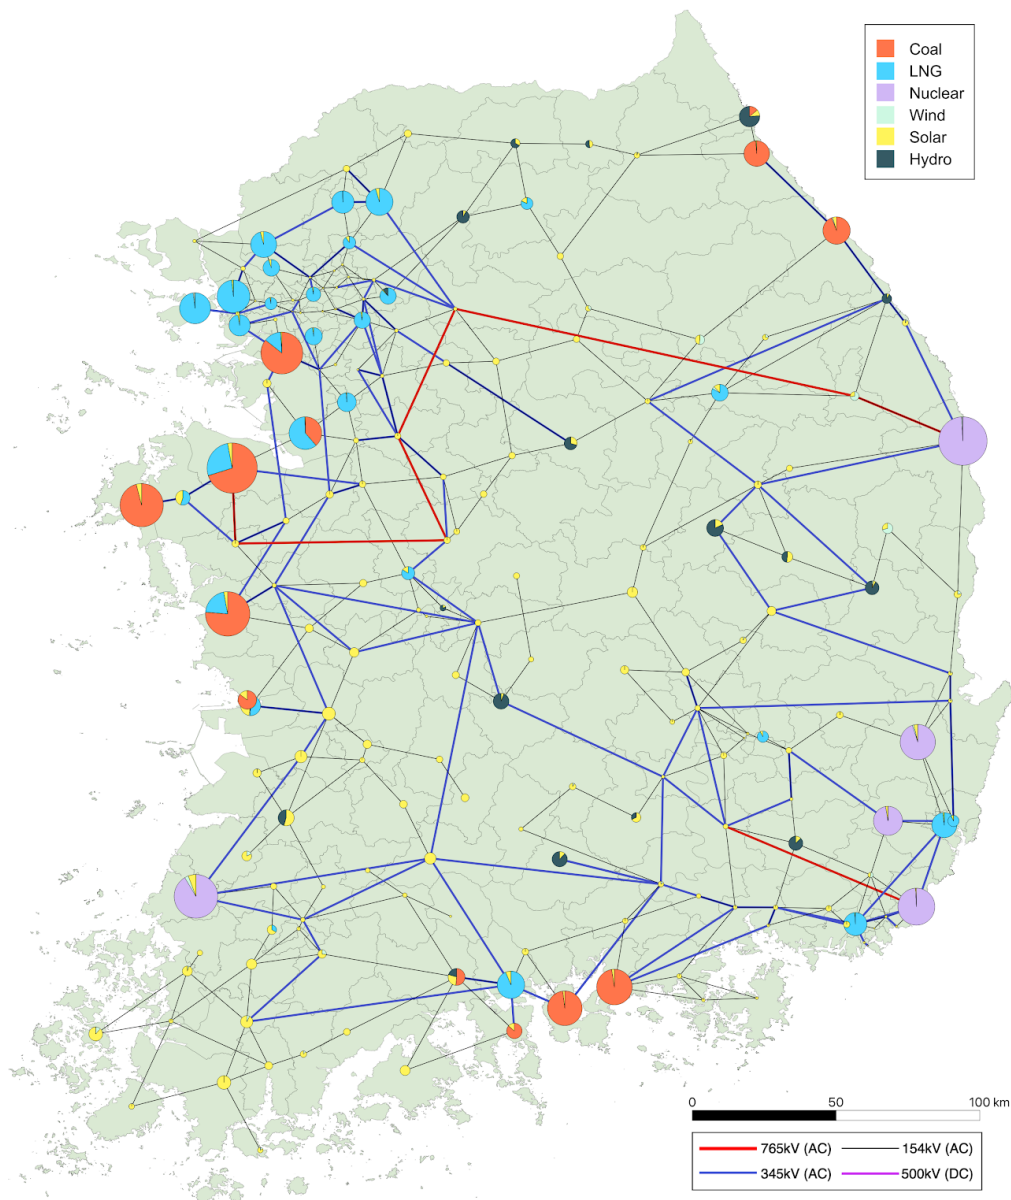 Coal
LNG
Nuclear
Wind
Solar
Hydro
0 50 100 km
765kV (AC) 154kV (AC)
345kV (AC) 500kV (DC)